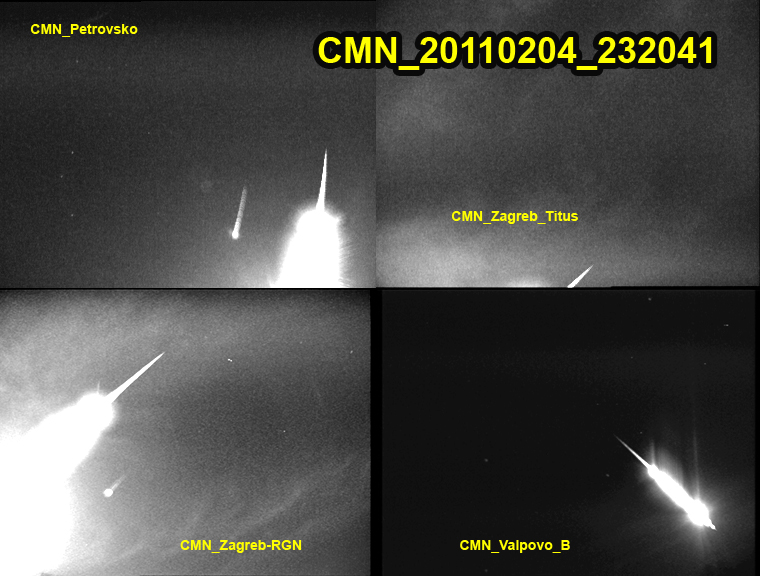 CMN_Petrovsko
CMN_20110204_232041
CMN_Zagreb_Titus
CMN_Zagreb-RGN
CMN_Valpovo_B